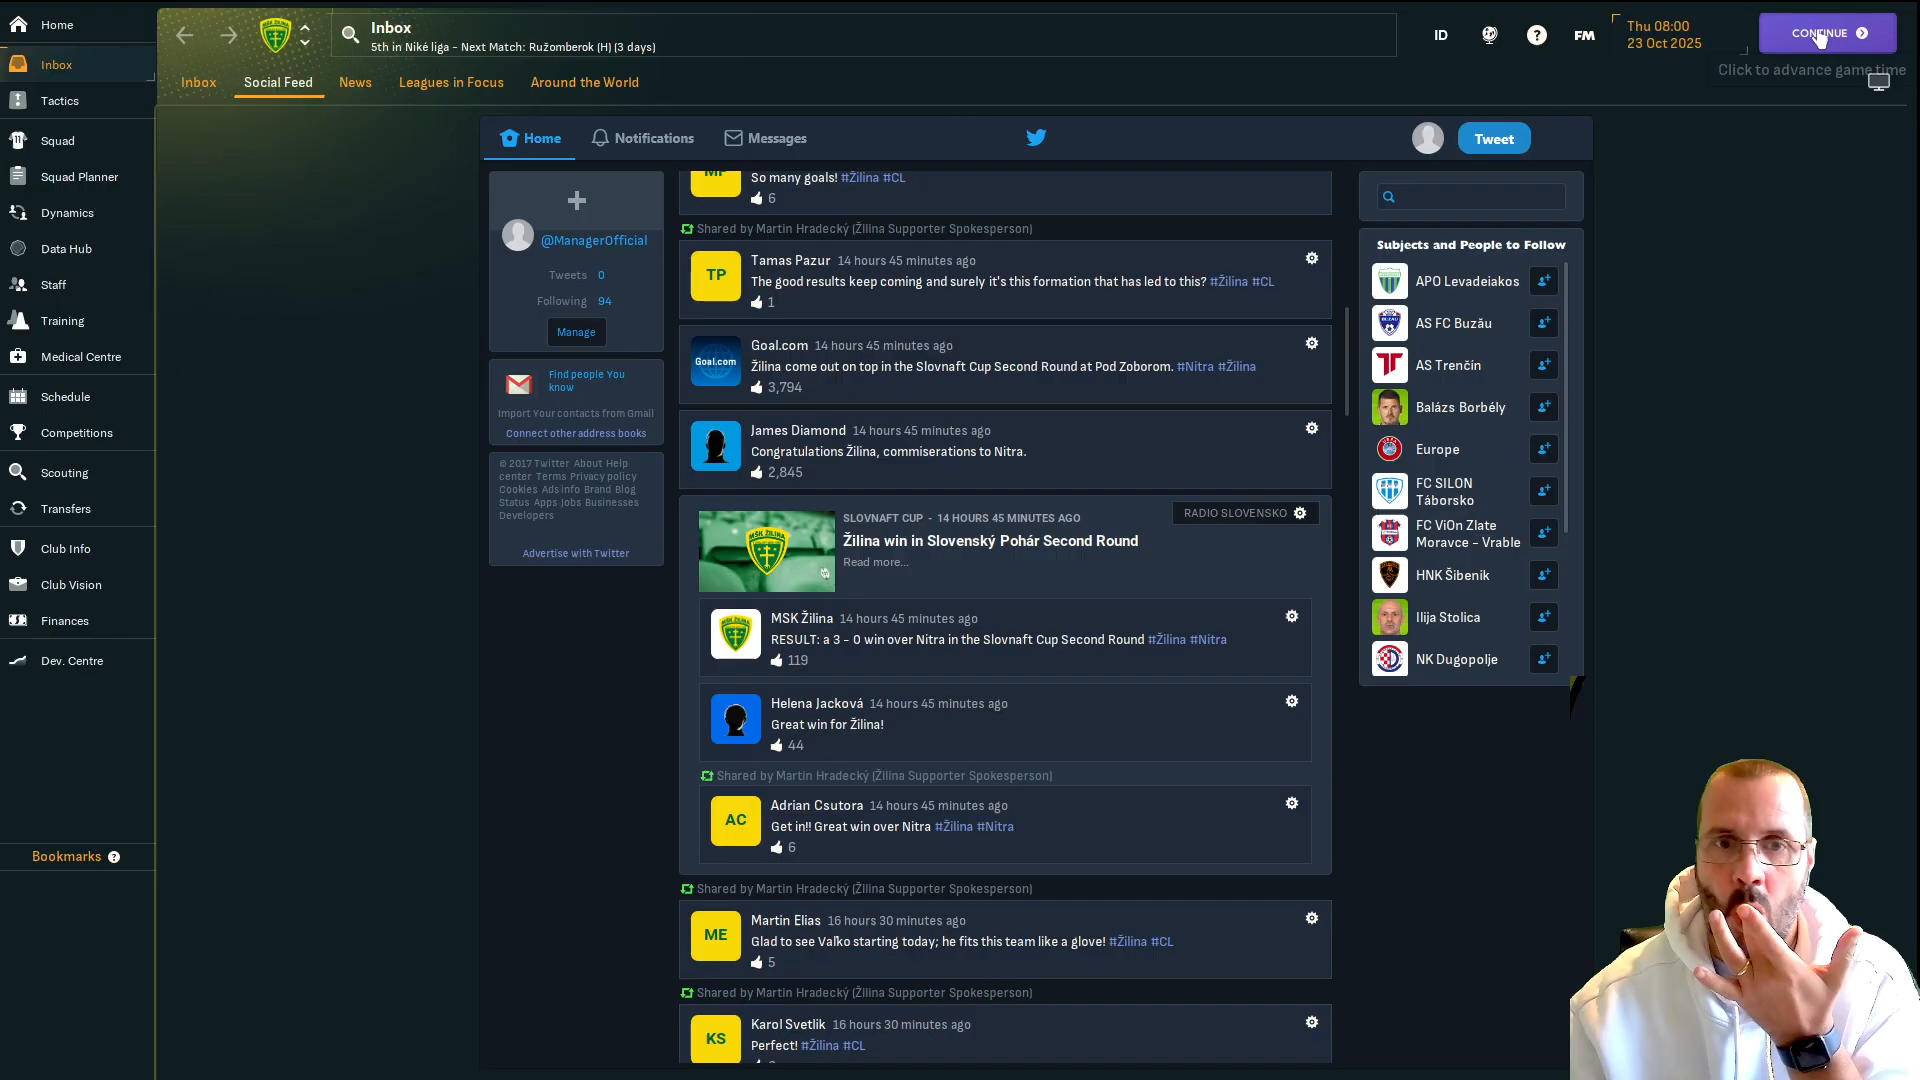 Home
Inbox
Tactics
Squad
Squad Planner
Dynamics
Data Hub
Staff
Training
Medical Centre
Schedule
Competitions
Scouting
Transfers
Club Info
Club Vision
Finances
Dev. Centre
Bookmarks ?
Inbox
5th in Niké liga - Next Match: Ružomberok (H) (3 days)
ID
?
FM
Thu 08:00
23 Oct 2025
CONTINUE
Click to advance game time
Inbox Social Feed News Leagues in Focus Around the World
Home Notifications Messages
Tweet
@ManagerOfficial
Tweets 0
Following 94
Manage
Find people You
know
Import Your contacts from Gmail
Connect other address books
© 2017 Twitter About Help
center Terms Privacy policy
Cookies Ads info Brand Blog
Status Apps Jobs Businesses
Developers
Advertise with Twitter
So many goals! #Žilina #CL
6
Shared by Martin Hradecký (Žilina Supporter Spokesperson)
TP
Tamas Pazur 14 hours 45 minutes ago
The good results keep coming and surely it's this formation that has led to this? #Žilina #CL
1
Goal.com
Goal.com 14 hours 45 minutes ago
Žilina come out on top in the Slovnaft Cup Second Round at Pod Zoborom. #Nitra #Žilina
3,794
James Diamond 14 hours 45 minutes ago
Congratulations Žilina, commiserations to Nitra.
2,845
MŠK ŽILINA
SLOVNAFT CUP - 14 HOURS 45 MINUTES AGO
RADIO SLOVENSKO
Žilina win in Slovenský Pohár Second Round
Read more...
MSK Žilina 14 hours 45 minutes ago
RESULT: a 3 - 0 win over Nitra in the Slovnaft Cup Second Round #Žilina #Nitra
119
Helena Jacková 14 hours 45 minutes ago
Great win for Žilina!
44
Shared by Martin Hradecký (Žilina Supporter Spokesperson)
AC
Adrian Csutora 14 hours 45 minutes ago
Get in!! Great win over Nitra #Žilina #Nitra
6
Shared by Martin Hradecký (Žilina Supporter Spokesperson)
ME
Martin Elias 16 hours 30 minutes ago
Glad to see Vaľko starting today; he fits this team like a glove! #Žilina #CL
5
Shared by Martin Hradecký (Žilina Supporter Spokesperson)
KS
Karol Svetlik 16 hours 30 minutes ago
Perfect! #Žilina #CL
Subjects and People to Follow
APO Levadeiakos
AS FC Buzău
AS Trenčín
Balázs Borbély
Europe
FC SILON
Táborsko
FC ViOn Zlate
Moravce - Vrable
HNK Šibenik
Ilija Stolica
NK Dugopolje